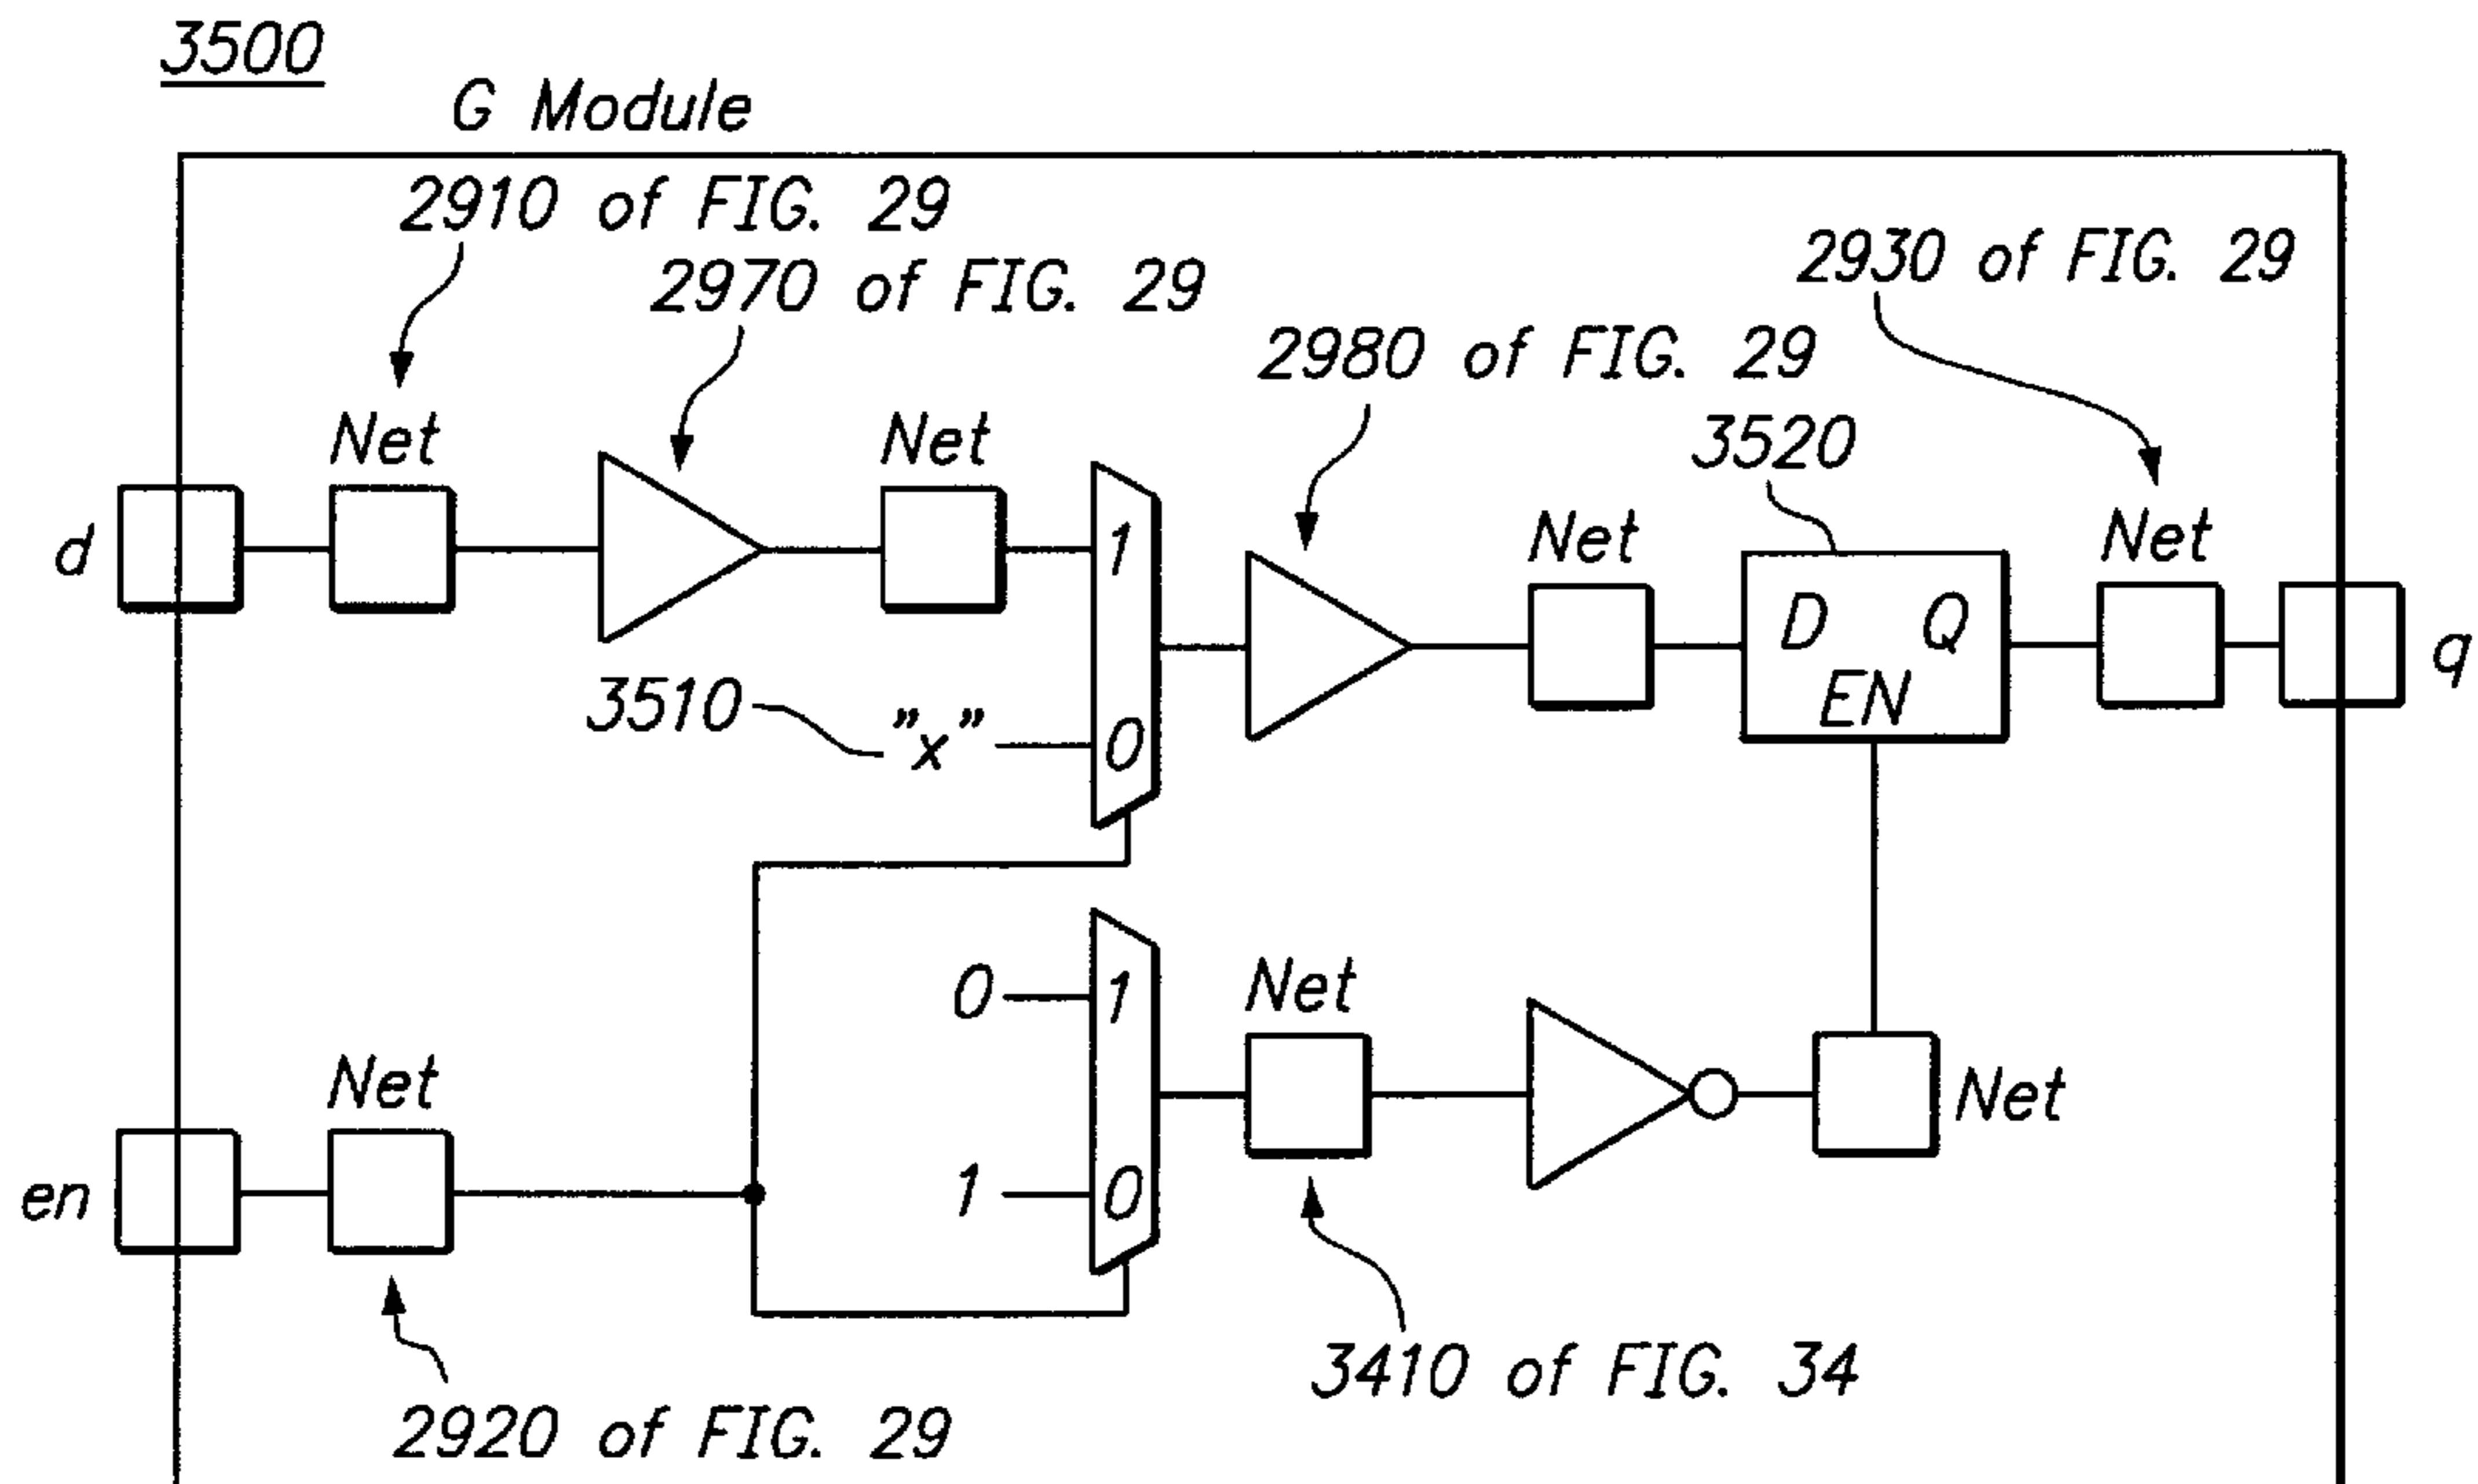 3500
G Module
2910 of FIG. 29
2970 of FIG. 29
2930 of FIG. 29
2980 of FIG. 29
3520
Net
Net
Net
Net
d
1
D Q
EN
q
3510
"x"
0
0
1
Net
Net
Net
en
1
0
Net
3410 of FIG. 34
2920 of FIG. 29